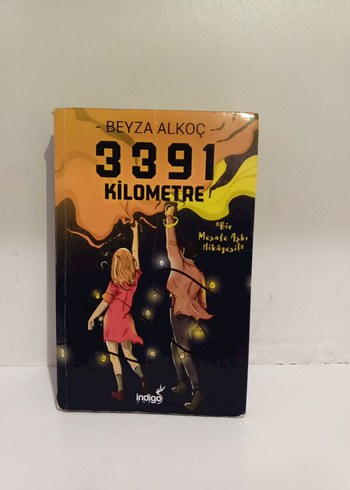 - BEYZA ALKOÇ -
3391
KİLOMETRE
"Bir
Mesafe Aşkı
Hikâyesi"
indigo